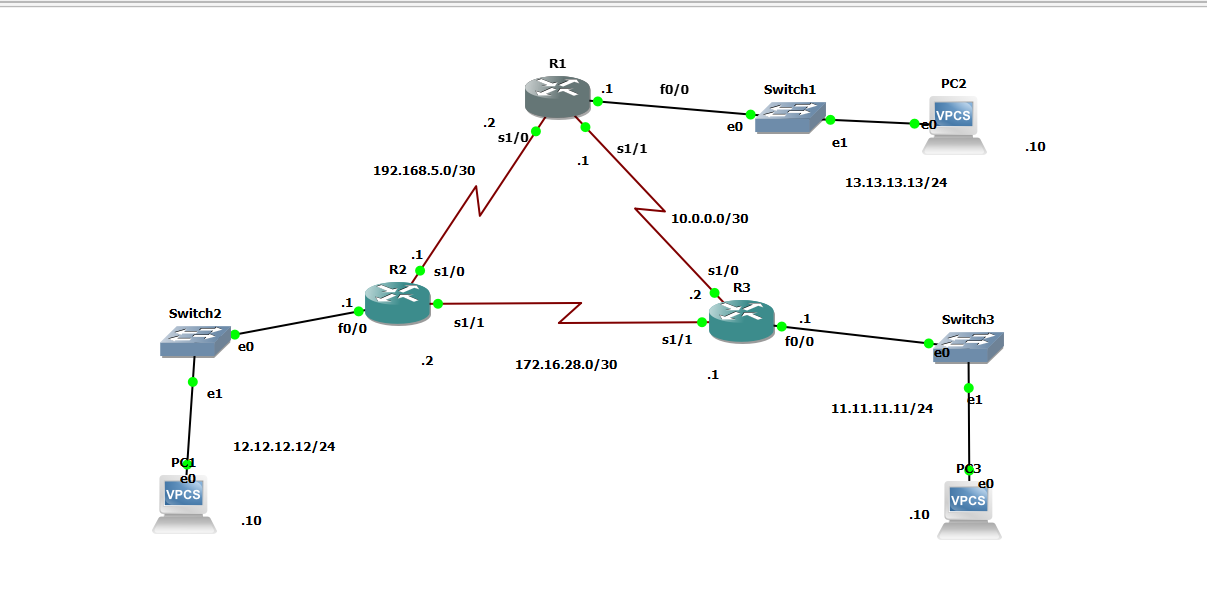 R1
.1
f0/0
Switch1
PC2
VPCS
e0
.2
s1/0
e0
e1
.10
s1/1
.1
192.168.5.0/30
13.13.13.13/24
10.0.0.0/30
.1
R2
s1/0
s1/0
.2
R3
.1
f0/0
s1/1
Switch2
e0
.1
f0/0
Switch3
e0
s1/1
.2
172.16.28.0/30
.1
e1
e1
11.11.11.11/24
12.12.12.12/24
PC1
e0
VPCS
.10
PC3
e0
VPCS
.10